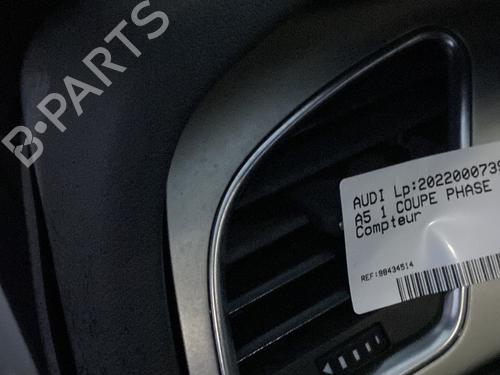 B-PARTS
AUDI Lp:202200073
A5 1 COUPE PHASE
Compteur
REF:98434514